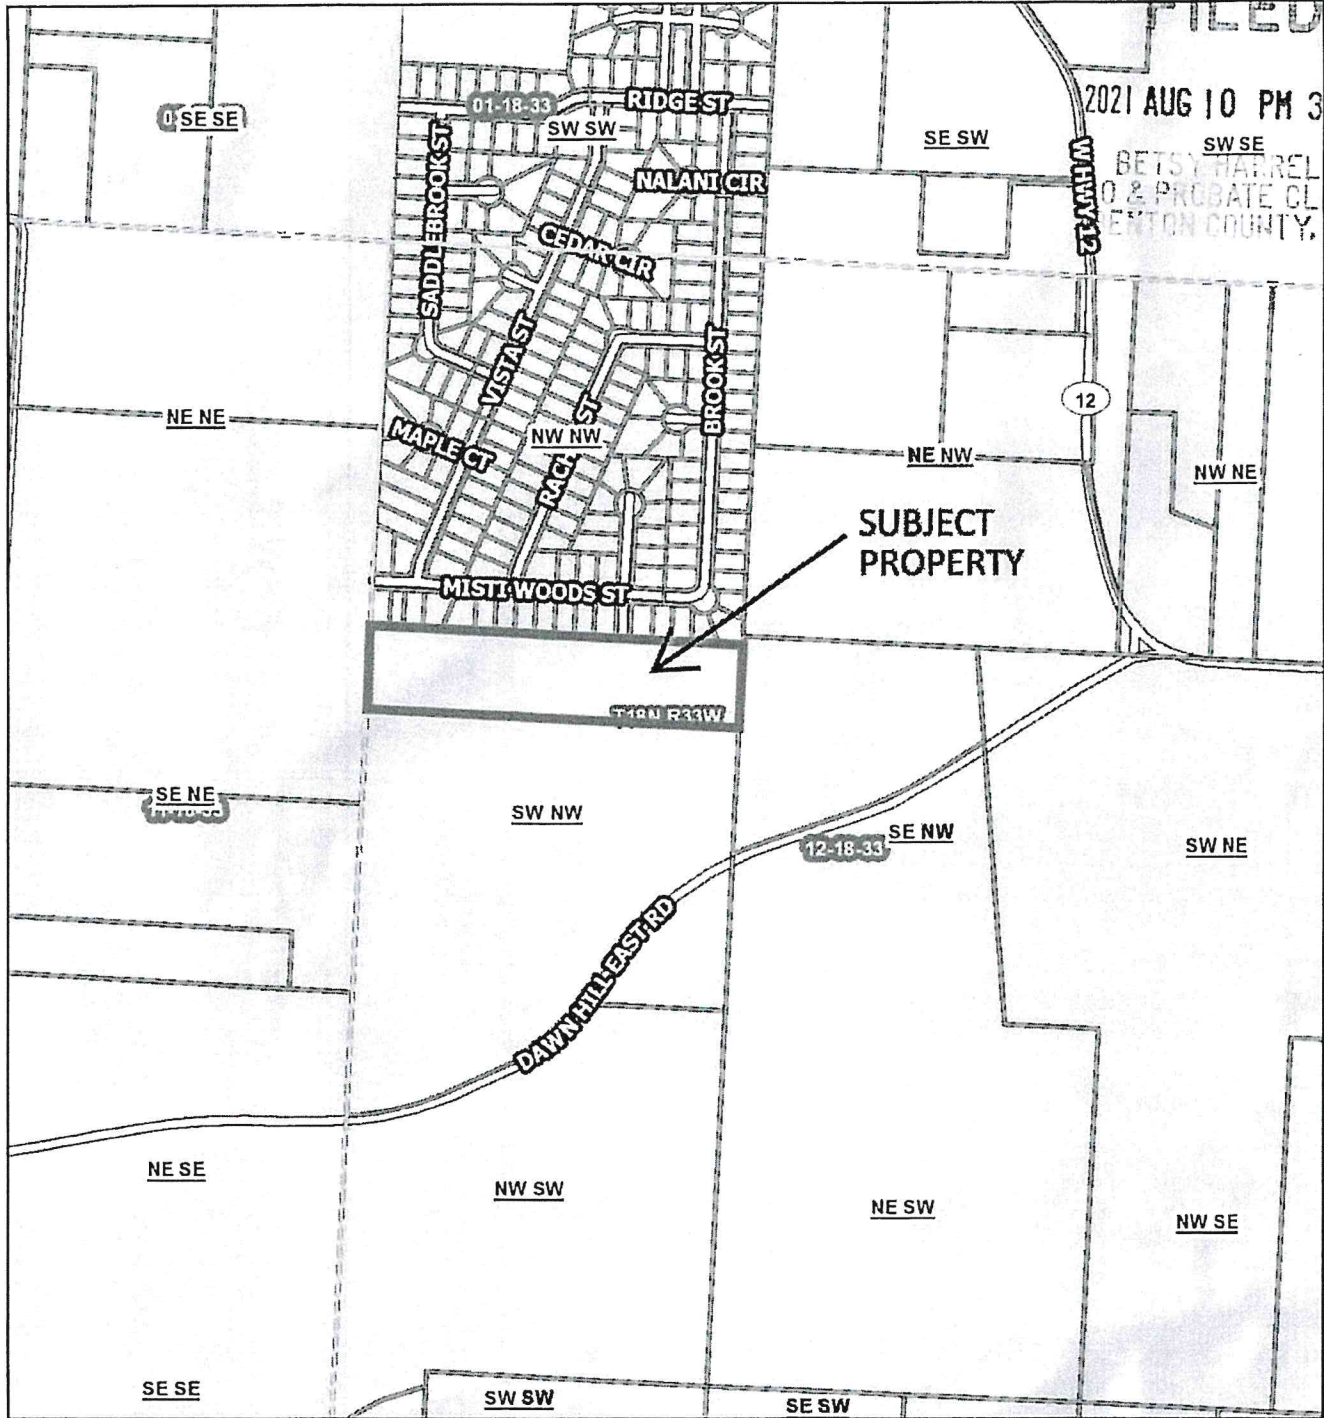 FILED
2021 AUG 10 PM 3
BETSY HARREL
O & PROBATE CL
ENTON COUNTY,
SE SE
01-18-33
RIDGE ST
SW SW
SE SW
SW SE
W HWY 12
SADDLEBROOK ST
NALANI CIR
CEDAR CIR
VISTA ST
BROOK ST
12
NE NE
MAPLE CT
NW NW
RACH
ST
NE NW
NW NE
SUBJECT
PROPERTY
MISTI WOODS ST
T18N R33W
SE NE
SW NW
12-18-33
SE NW
SW NE
DAWN HILL EAST RD
NE SE
NW SW
NE SW
NW SE
SE SE
SW SW
SE SW